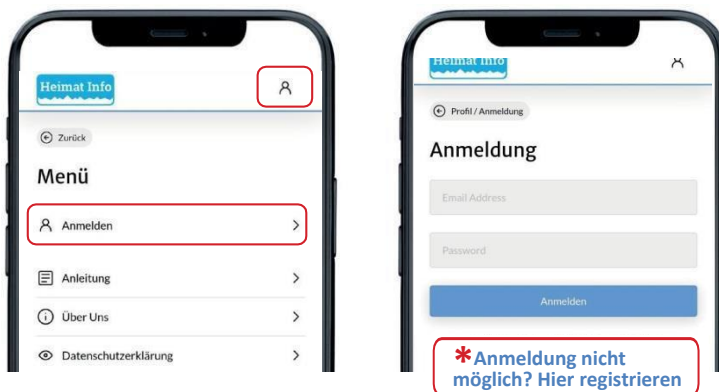 Heimat Info
Zurück
Menü
Anmelden
Anleitung
Über Uns
Datenschutzerklärung
Heimat Info
Profil / Anmeldung
Anmeldung
Email Address
Password
Anmelden
*Anmeldung nicht
möglich? Hier registrieren